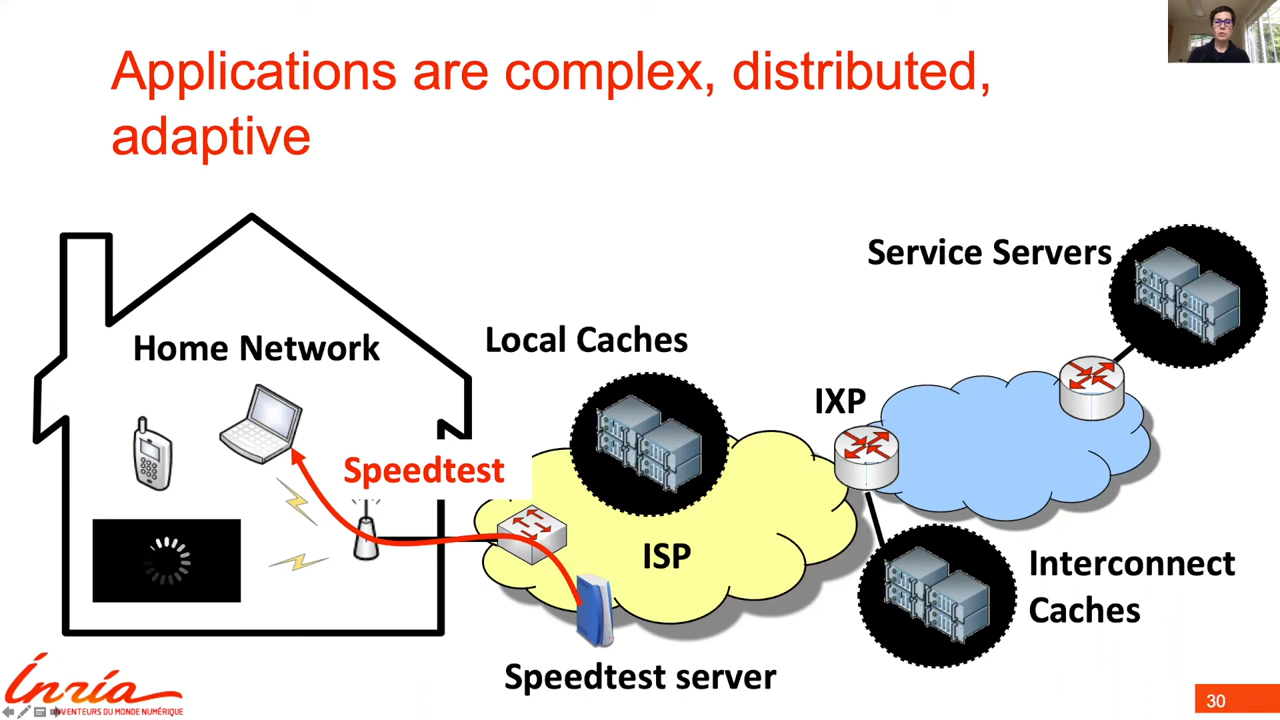 Applications are complex, distributed,
adaptive
Service Servers
Home Network
Local Caches
IXP
Speedtest
ISP
Interconnect
Caches
Speedtest server
Inria
INVENTEURS DU MONDE NUMÉRIQUE
30